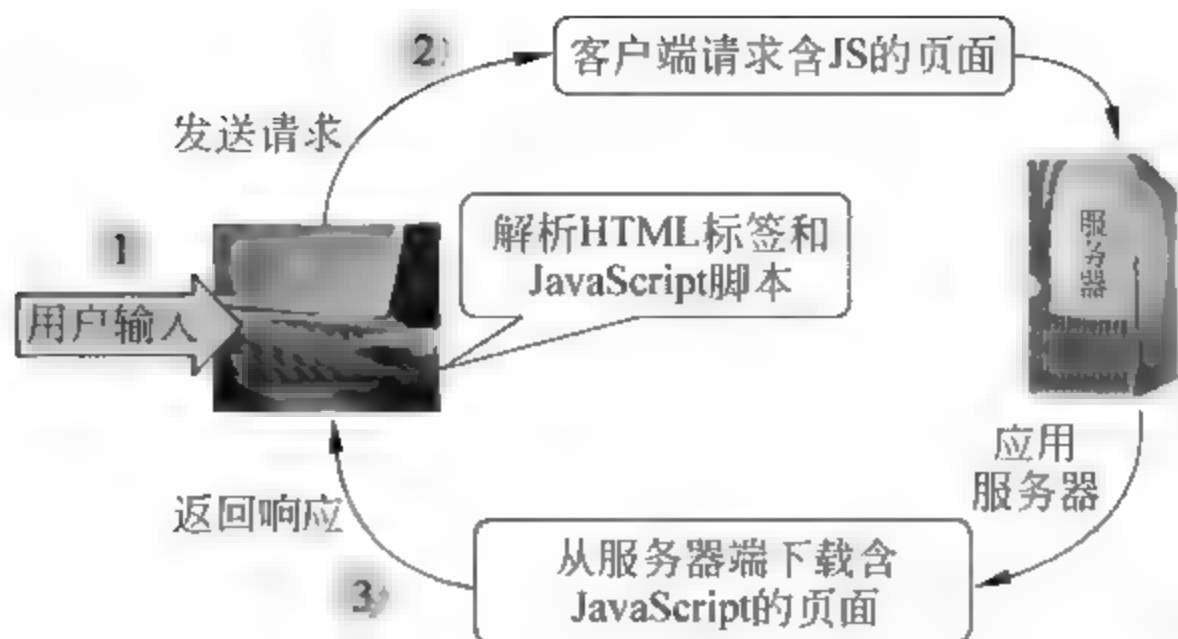 2)
客户端请求含JS的页面
发送请求
解析HTML标签和
JavaScript脚本
服务器
1
用户输入
应用
服务器
返回响应
从服务器端下载含
JavaScript的页面
3)